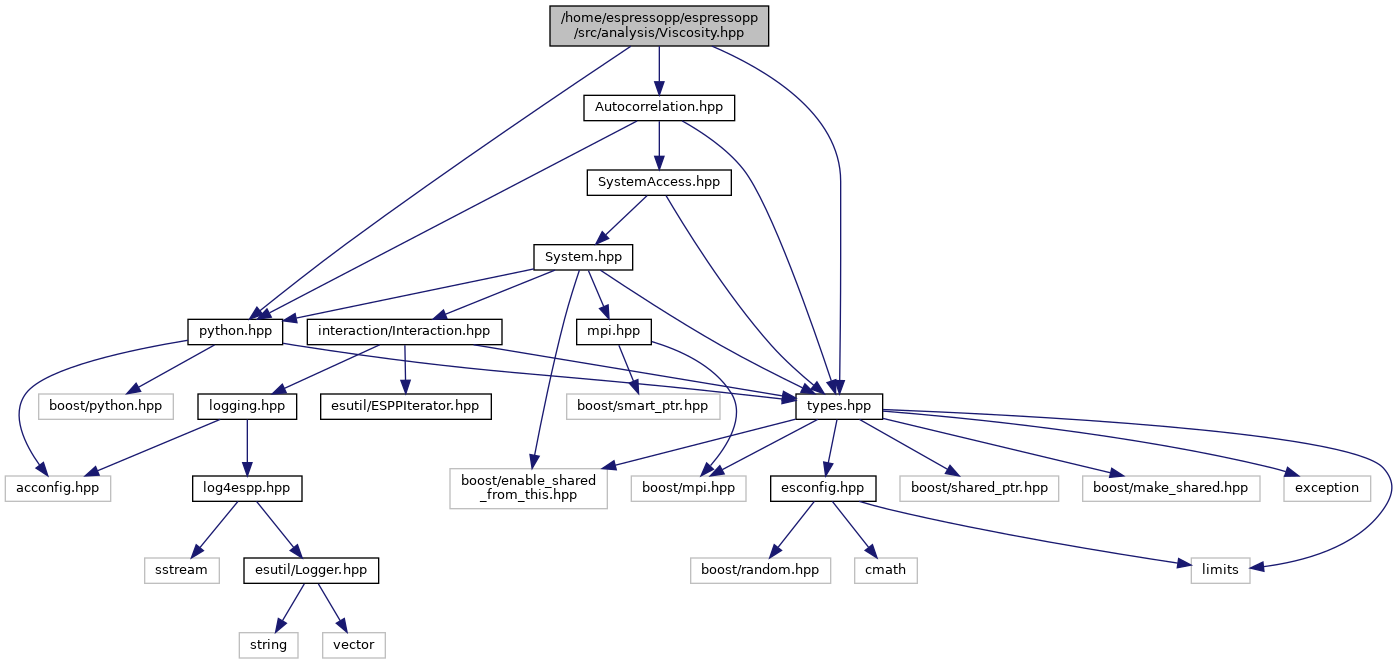 /home/espressopp/espressopp
/src/analysis/Viscosity.hpp
Autocorrelation.hpp
SystemAccess.hpp
System.hpp
python.hpp
interaction/Interaction.hpp
mpi.hpp
boost/python.hpp
logging.hpp
esutil/ESPPIterator.hpp
boost/smart_ptr.hpp
types.hpp
acconfig.hpp
log4espp.hpp
boost/enable_shared
_from_this.hpp
boost/mpi.hpp
esconfig.hpp
boost/shared_ptr.hpp
boost/make_shared.hpp
exception
sstream
esutil/Logger.hpp
boost/random.hpp
cmath
limits
string
vector